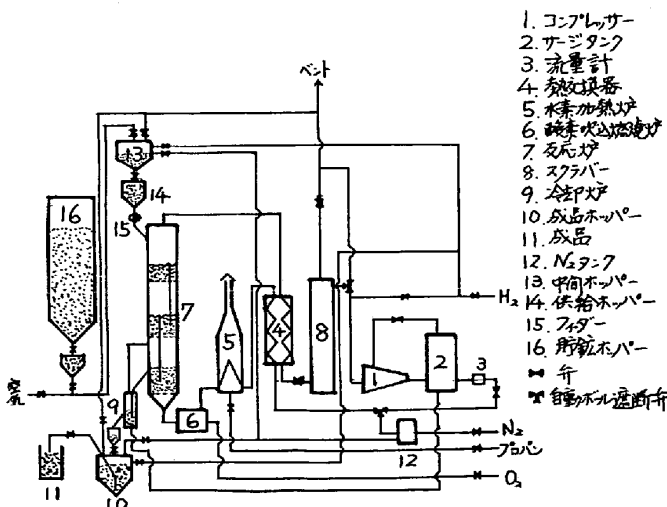 1. コンプレッサー
2. サージタンク
3. 流量計
4. 熱交換器
5. 水素加熱炉
6. 酸素吹込燃焼炉
7. 反応炉
8. スクラバー
9. 冷却炉
10. 成品ホッパー
11. 成品
12. N₂タンク
13. 中間ホッパー
14. 供給ホッパー
15. フィーダー
16. 貯鉱ホッパー
弁
自動ボール遮断弁
ベント
13
14
15
16
7
5
4
8
1
2
3
H₂
空気
9
6
12
N₂
プロパン
O₂
11
10